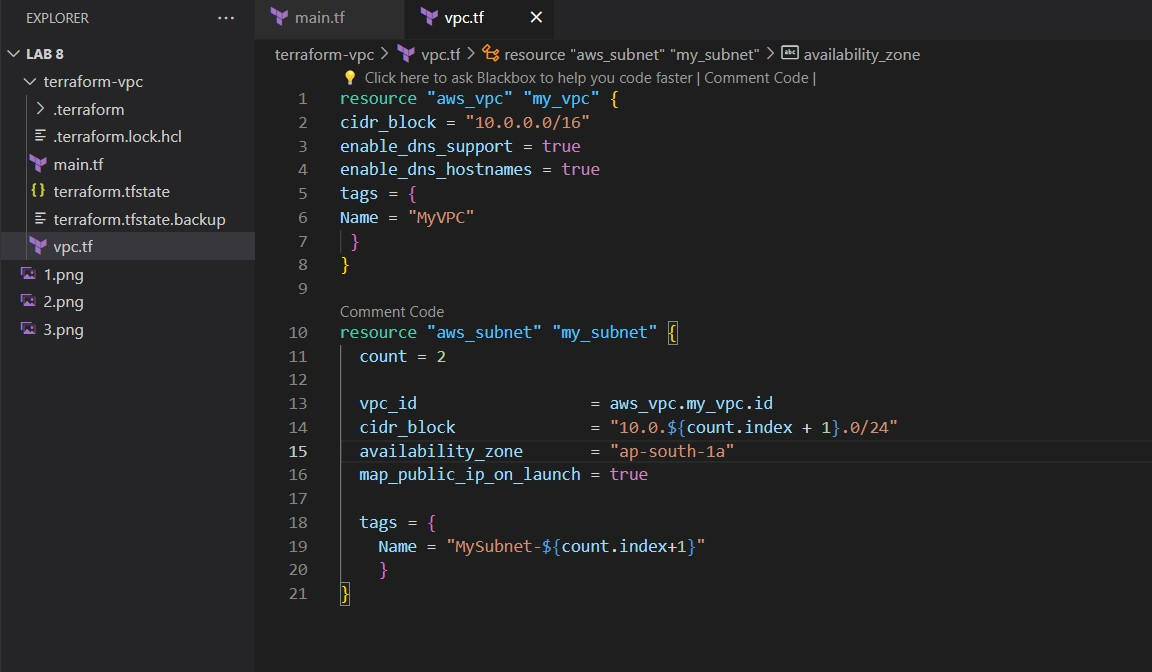 EXPLORER
LAB 8
terraform-vpc
.terraform
.terraform.lock.hcl
main.tf
terraform.tfstate
terraform.tfstate.backup
vpc.tf
1.png
2.png
3.png
main.tf
vpc.tf
terraform-vpc > vpc.tf > resource "aws_subnet" "my_subnet" > abc availability_zone
Click here to ask Blackbox to help you code faster | Comment Code |
1 resource "aws_vpc" "my_vpc" {
2 cidr_block = "10.0.0.0/16"
3 enable_dns_support = true
4 enable_dns_hostnames = true
5 tags = {
6 Name = "MyVPC"
7  }
8 }
9
Comment Code
10 resource "aws_subnet" "my_subnet" {
11   count = 2
12
13   vpc_id                  = aws_vpc.my_vpc.id
14   cidr_block              = "10.0.${count.index + 1}.0/24"
15   availability_zone       = "ap-south-1a"
16   map_public_ip_on_launch = true
17
18   tags = {
19     Name = "MySubnet-${count.index+1}"
20     }
21 }